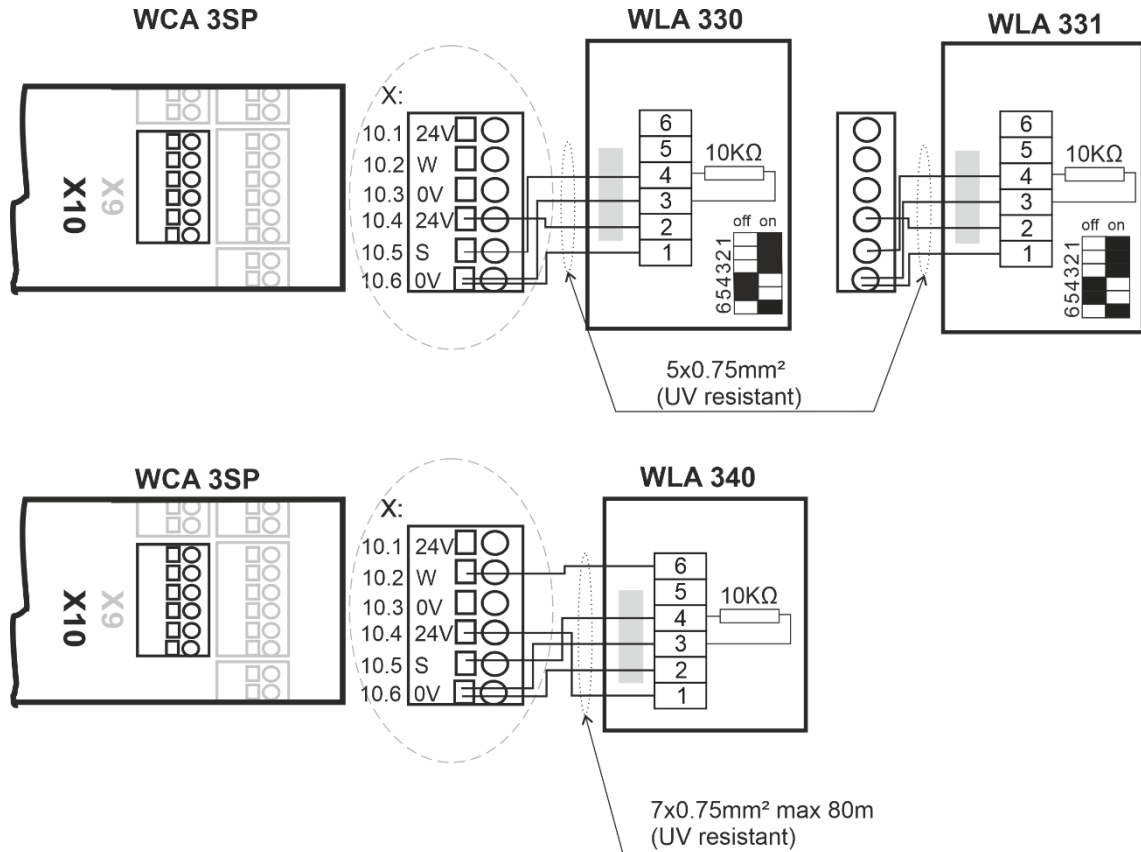 WCA 3SP
WLA 330
WLA 331
X10
X9
X:
10.1 24V
10.2 W
10.3 0V
10.4 24V
10.5 S
10.6 0V
6
5
4
3
2
1
10KΩ
off on
654321
6
5
4
3
2
1
10KΩ
off on
654321
5x0.75mm²
(UV resistant)
WCA 3SP
WLA 340
X10
X9
X:
10.1 24V
10.2 W
10.3 0V
10.4 24V
10.5 S
10.6 0V
6
5
4
3
2
1
10KΩ
7x0.75mm² max 80m
(UV resistant)